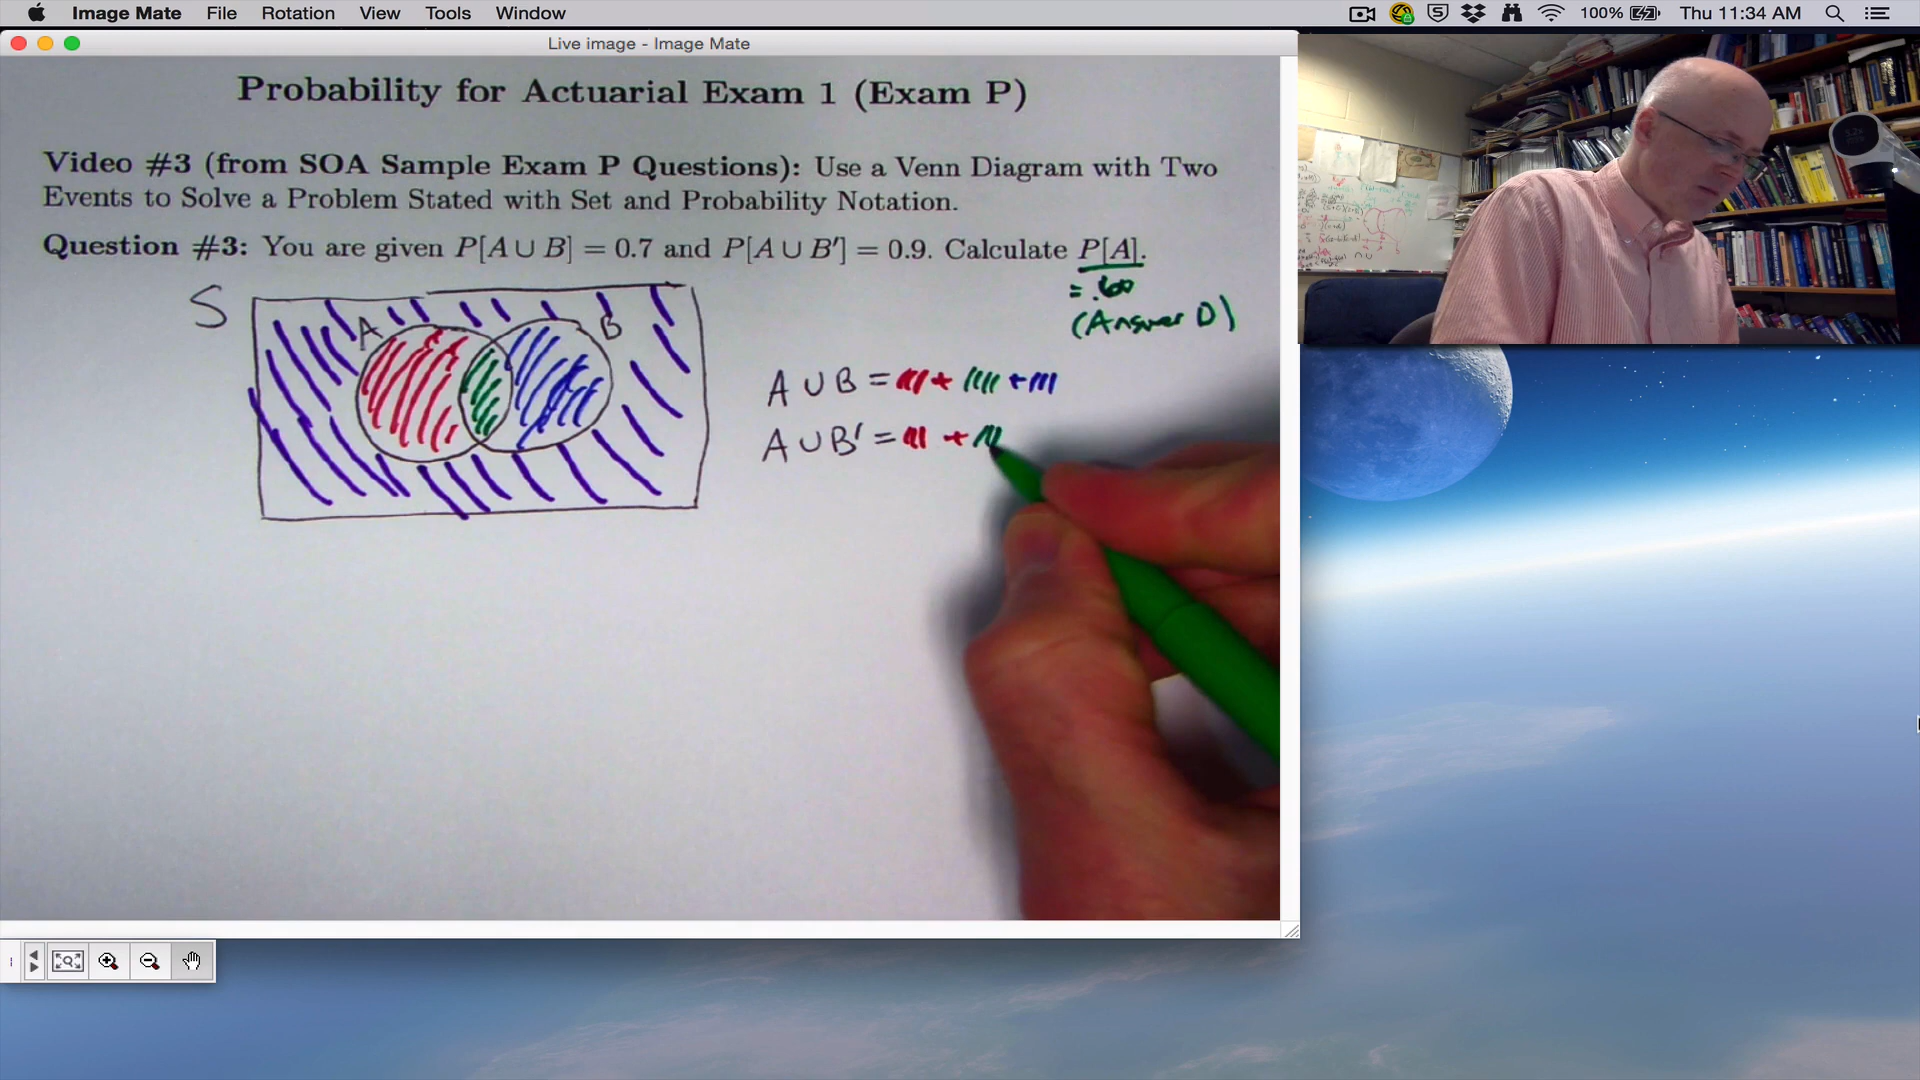 Image Mate File Rotation View Tools Window
100% Thu 11:34 AM
Live image - Image Mate
Probability for Actuarial Exam 1 (Exam P)
Video #3 (from SOA Sample Exam P Questions): Use a Venn Diagram with Two
Events to Solve a Problem Stated with Set and Probability Notation.
Question #3: You are given P[A ∪ B] = 0.7 and P[A ∪ B′] = 0.9. Calculate P[A].
= .60
(Answer D)
S
A
B
A ∪ B = + +
A ∪ B′ = +